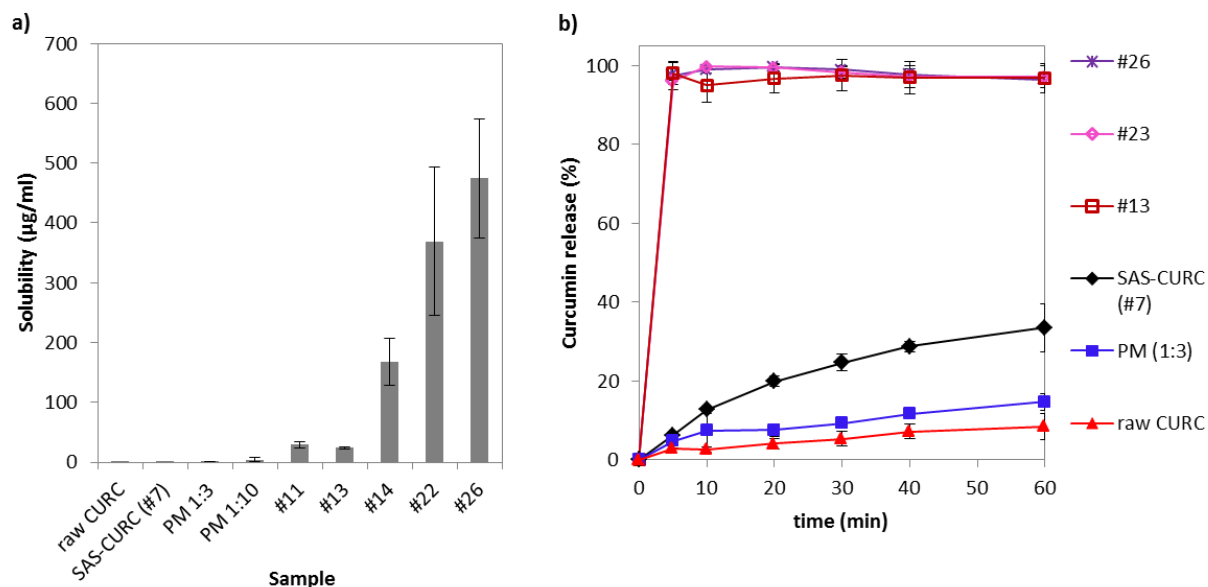 a)
700
600
500
400
300
200
100
0
Solubility (µg/ml)
raw CURC
SAS-CURC (#7)
PM 1:3
PM 1:10
#11
#13
#14
#22
#26
Sample
b)
100
80
60
40
20
0
Curcumin release (%)
0
10
20
30
40
60
time (min)
#26
#23
#13
SAS-CURC
(#7)
PM (1:3)
raw CURC